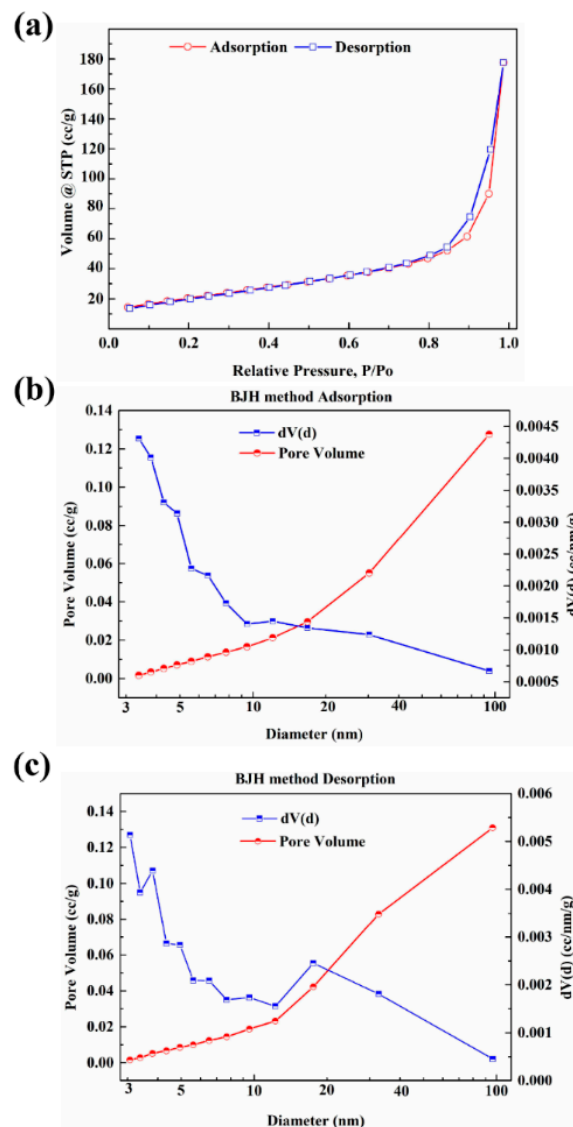 (a)
Adsorption Desorption
Volume @ STP (cc/g)
180
160
140
120
100
80
60
40
20
0.0 0.2 0.4 0.6 0.8 1.0
Relative Pressure, P/Po
(b)
BJH method Adsorption
dV(d)
Pore Volume
Pore Volume (cc/g)
0.14
0.12
0.10
0.08
0.06
0.04
0.02
0.00
0.0045
0.0040
0.0035
0.0030
0.0025
0.0020
0.0015
0.0010
0.0005
dV(d) (cc/nm/g)
3 5 10 20 40 100
Diameter (nm)
(c)
BJH method Desorption
dV(d)
Pore Volume
Pore Volume (cc/g)
0.14
0.12
0.10
0.08
0.06
0.04
0.02
0.00
0.006
0.005
0.004
0.003
0.002
0.001
0.000
dV(d) (cc/nm/g)
3 5 10 20 40 100
Diameter (nm)